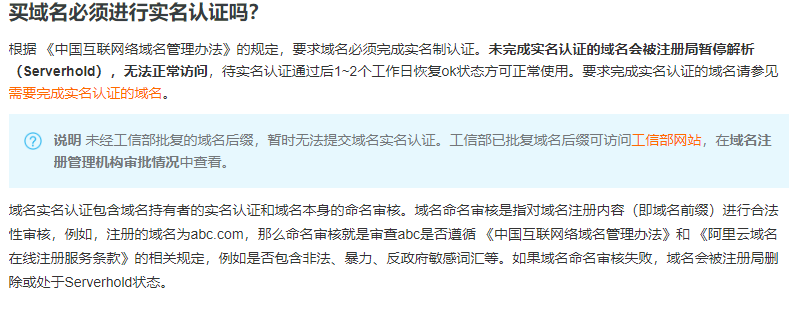 买域名必须进行实名认证吗？
根据 《中国互联网络域名管理办法》的规定，要求域名必须完成实名制认证。未完成实名认证的域名会被注册局暂停解析
（Serverhold），无法正常访问，待实名认证通过后1~2个工作日恢复ok状态方可正常使用。要求完成实名认证的域名请参见
需要完成实名认证的域名。
说明 未经工信部批复的域名后缀，暂时无法提交域名实名认证。工信部已批复域名后缀可访问工信部网站，在域名注
册管理机构审批情况中查看。
域名实名认证包含域名持有者的实名认证和域名本身的命名审核。域名命名审核是指对域名注册内容（即域名前缀）进行合法
性审核，例如，注册的域名为abc.com，那么命名审核就是审查abc是否遵循 《中国互联网络域名管理办法》和 《阿里云域名
在线注册服务条款》的相关规定，例如是否包含非法、暴力、反政府敏感词汇等。如果域名命名审核失败，域名会被注册局删
除或处于Serverhold状态。